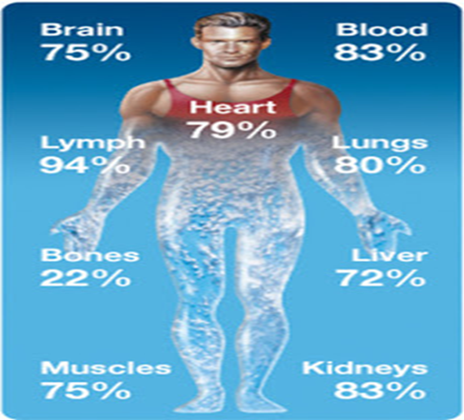 Brain
75%
Blood
83%
Heart
79%
Lymph
94%
Lungs
80%
Bones
22%
Liver
72%
Muscles
75%
Kidneys
83%